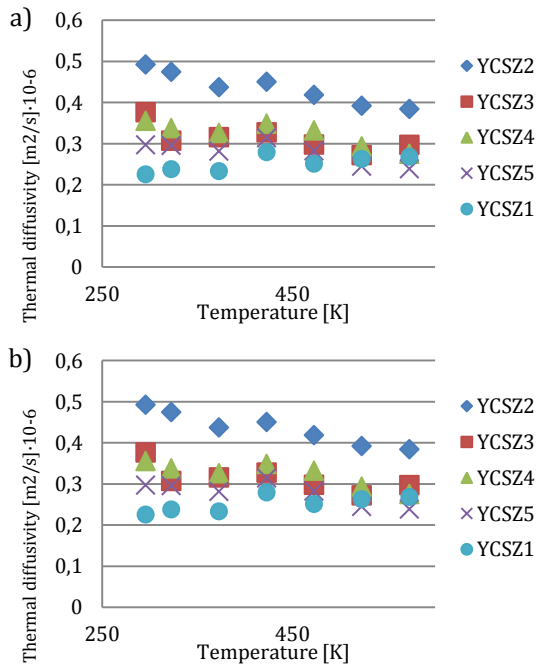 a)
0,6
0,5
0,4
0,3
0,2
0,1
0
Thermal diffusivity [m2/s]·10-6
250
450
Temperature [K]
YCSZ2
YCSZ3
YCSZ4
YCSZ5
YCSZ1
b)
0,6
0,5
0,4
0,3
0,2
0,1
0
Thermal diffusivity [m2/s]·10-6
250
450
Temperature [K]
YCSZ2
YCSZ3
YCSZ4
YCSZ5
YCSZ1